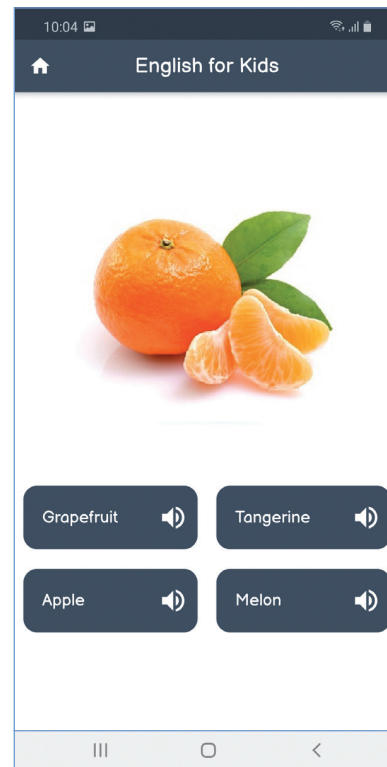 10:04
English for Kids
Grapefruit
Tangerine
Apple
Melon